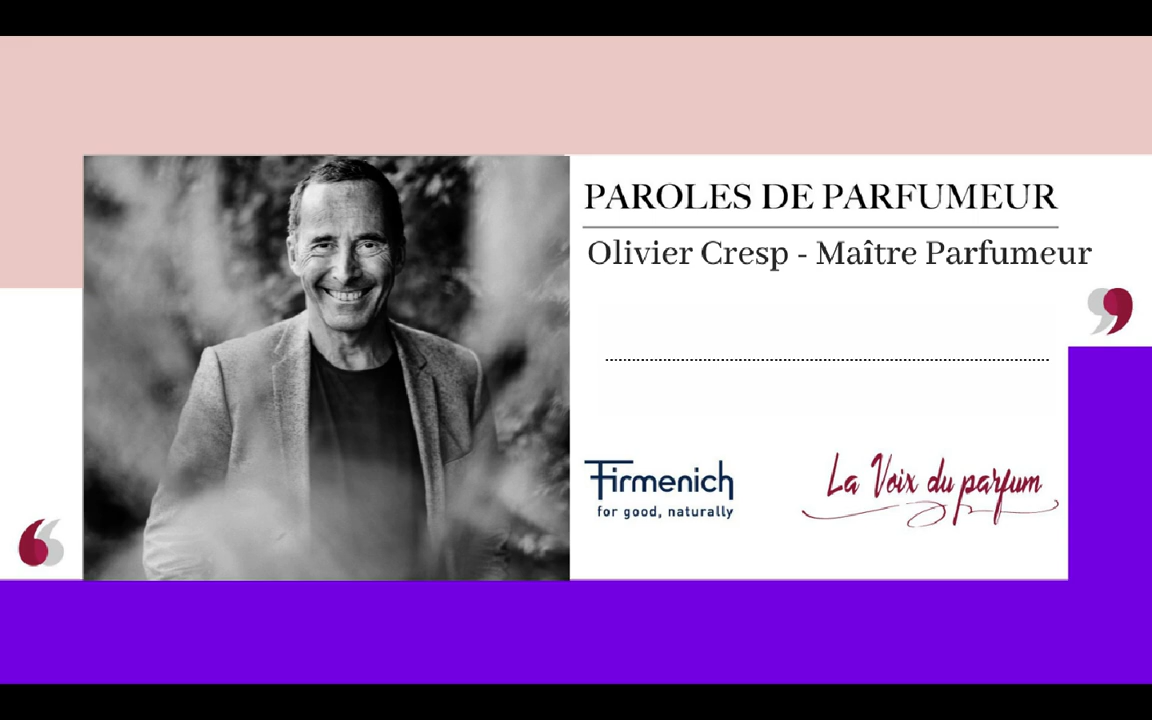 PAROLES DE PARFUMEUR
Olivier Cresp - Maître Parfumeur
Firmenich
for good, naturally
La Voix du parfum